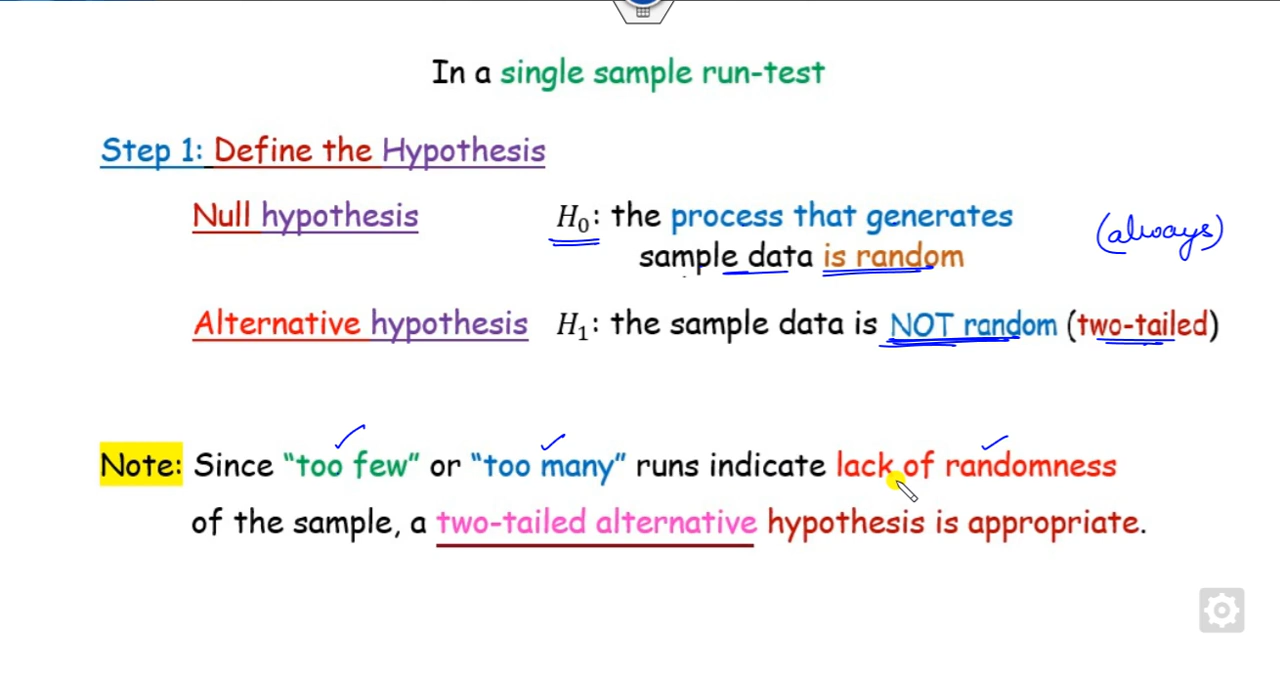 In a single sample run-test
Step 1: Define the Hypothesis
Null hypothesis H₀: the process that generates
sample data is random
(always)
Alternative hypothesis H₁: the sample data is NOT random (two-tailed)
Note: Since “too few” or “too many” runs indicate lack of randomness
of the sample, a two-tailed alternative hypothesis is appropriate.